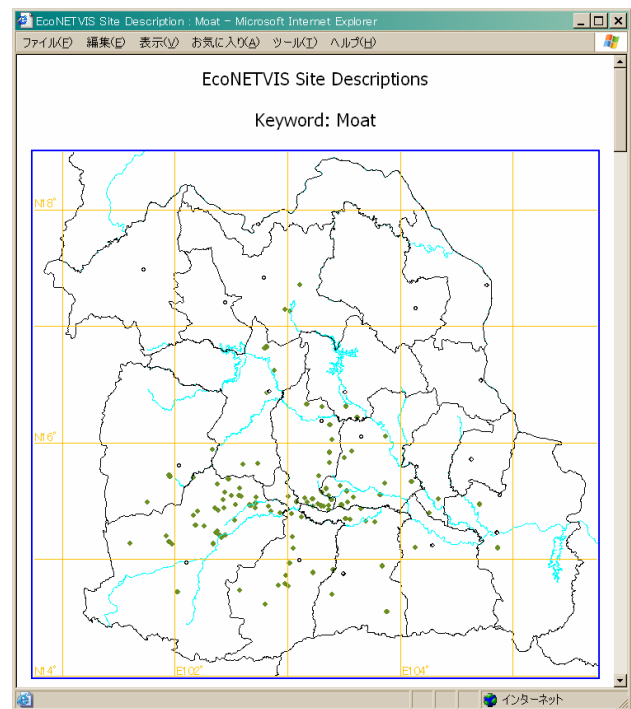 EcoNETVIS Site Description : Moat - Microsoft Internet Explorer
ファイル(F) 編集(E) 表示(V) お気に入り(A) ツール(T) ヘルプ(H)
EcoNETVIS Site Descriptions
Keyword: Moat
N18°
N16°
N14° E102° E104°
インターネット